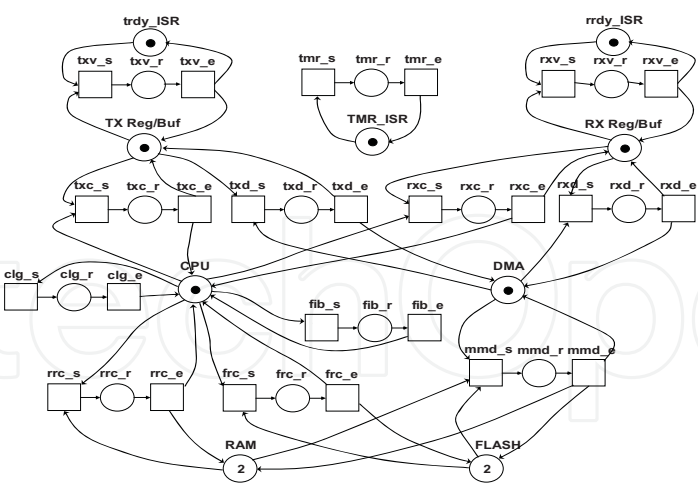 trdy_ISR
rrdy_ISR
txv_s txv_r txv_e
tmr_s tmr_r tmr_e
rxv_s rxv_r rxv_e
TX Reg/Buf
TMR_ISR
RX Reg/Buf
txc_s txc_r txc_e txd_s txd_r txd_e rxc_s rxc_r rxc_e rxd_s rxd_r rxd_e
CPU
DMA
clg_s clg_r clg_e
fib_s fib_r fib_e
mmd_s mmd_r mmd_e
rrc_s rrc_r rrc_e frc_s frc_r frc_e
RAM
FLASH
2
2